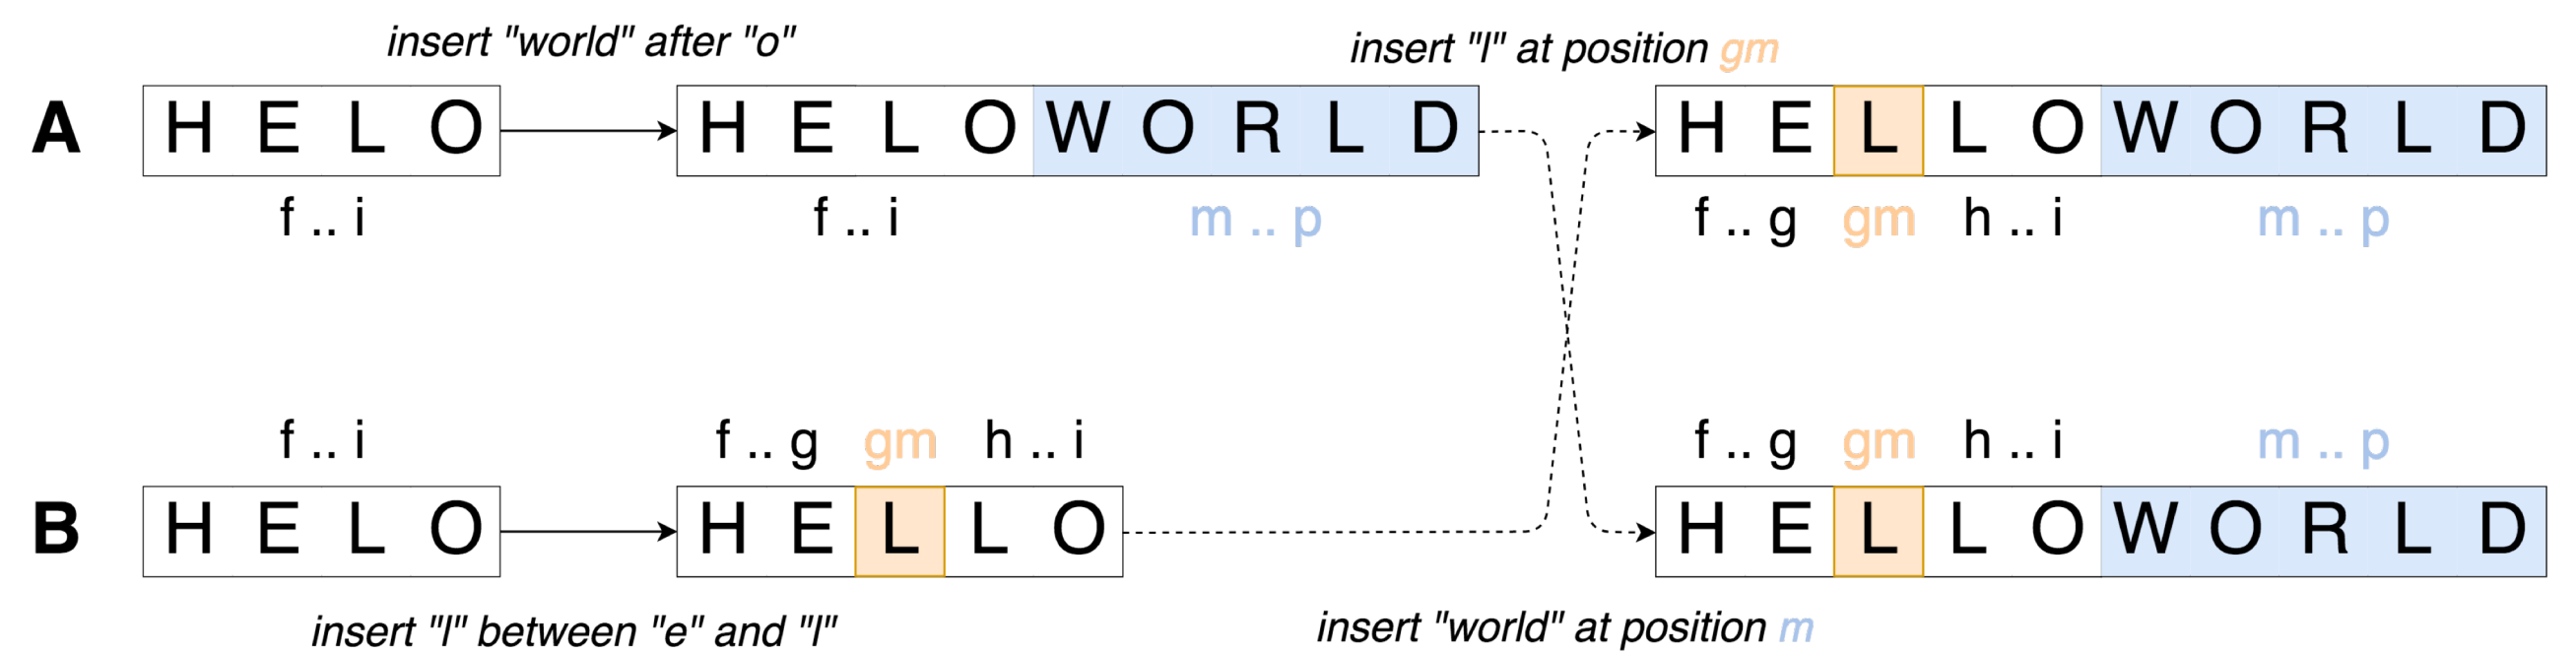 insert "world" after "o"
insert "l" at position gm
A
H E L O
H E L O W O R L D
H E L L O W O R L D
f .. i
f .. i
m .. p
f .. g
gm
h .. i
m .. p
f .. i
f .. g
gm
h .. i
f .. g
gm
h .. i
m .. p
B
H E L O
H E L L O
H E L L O W O R L D
insert "l" between "e" and "l"
insert "world" at position m